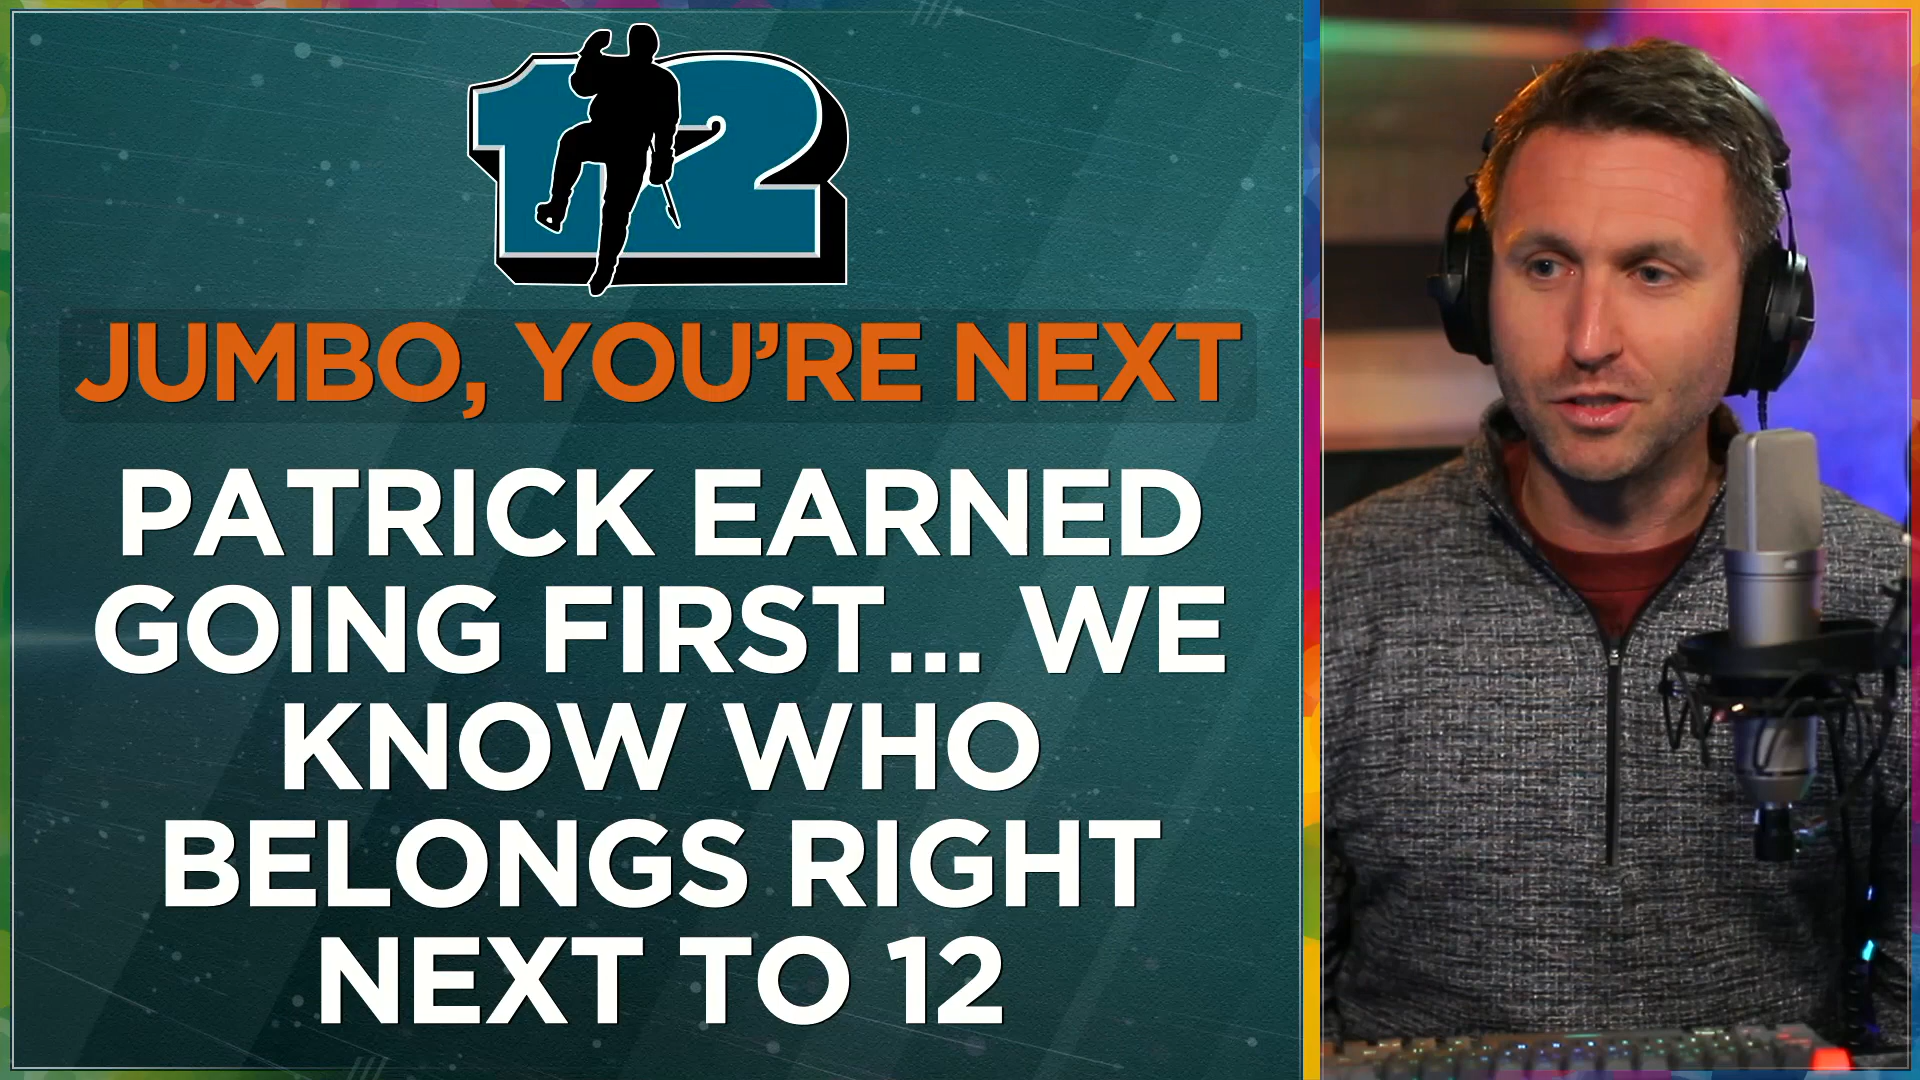 12
JUMBO, YOU’RE NEXT
PATRICK EARNED
GOING FIRST... WE
KNOW WHO
BELONGS RIGHT
NEXT TO 12